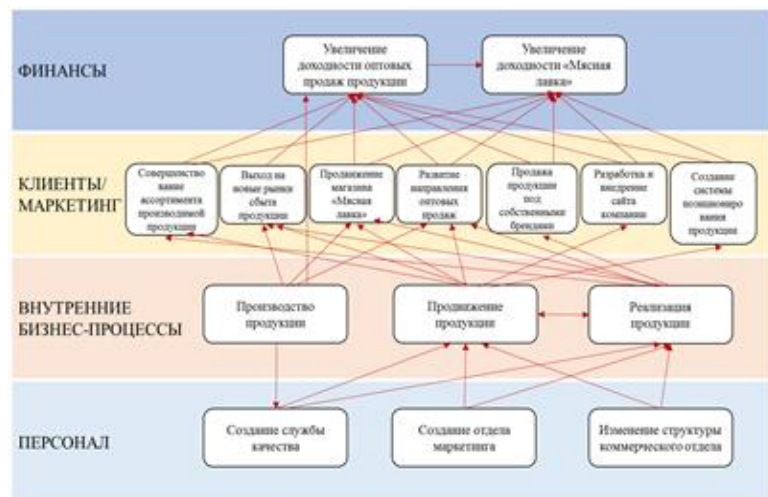 ФИНАНСЫ
Увеличение
доходности оптовых
продаж продукции
Увеличение
доходности «Мясная
лавка»
КЛИЕНТЫ/
МАРКЕТИНГ
Совершенство
вание
ассортимента
производимой
продукции
Выход на
новые рынки
сбыта
продукции
Продвижение
магазина
«Мясная
лавка»
Развитие
направления
оптовых
продаж
Продажа
продукции
под
собственными
брендами
Разработка и
внедрение
сайта
компании
Создание
системы
позициониро
вания
продукции
ВНУТРЕННИЕ
БИЗНЕС-ПРОЦЕССЫ
Производство
продукции
Продвижение
продукции
Реализация
продукции
ПЕРСОНАЛ
Создание службы
качества
Создание отдела
маркетинга
Изменение структуры
коммерческого отдела